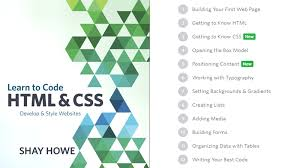 Learn to Code
HTML & CSS
Develop & Style Websites
SHAY HOWE
1 Building Your First Web Page
2 Getting to Know HTML
3 Getting to Know CSS New
4 Opening the Box Model
5 Positioning Content New
6 Working with Typography
7 Setting Backgrounds & Gradients
8 Creating Lists
9 Adding Media
10 Building Forms
11 Organizing Data with Tables
12 Writing Your Best Code